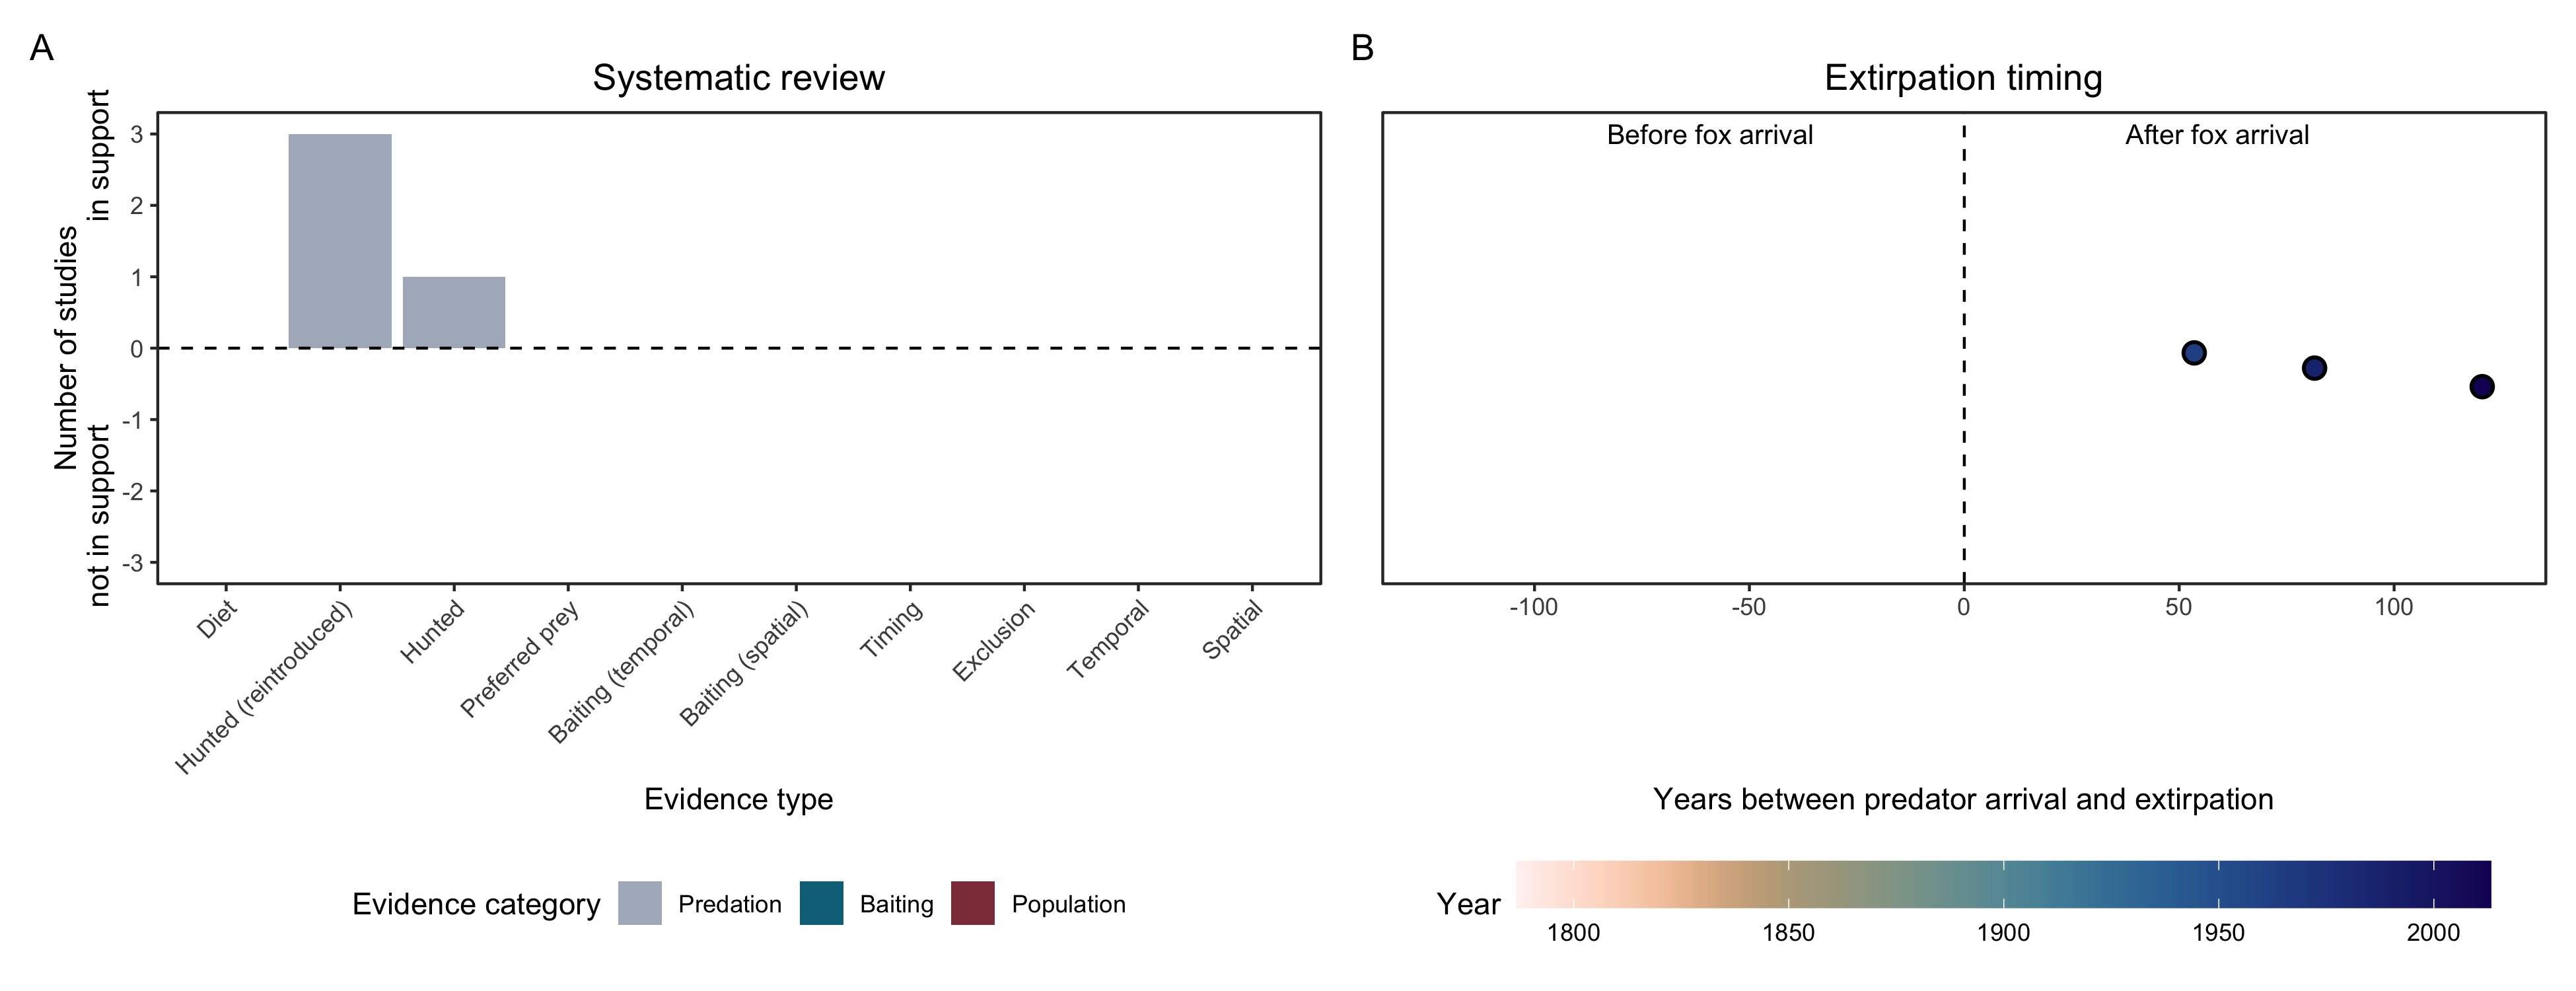 A
Systematic review
Number of studies
in support
not in support
3
2
1
0
-1
-2
-3
Diet
Hunted (reintroduced)
Hunted
Preferred prey
Baiting (temporal)
Baiting (spatial)
Timing
Exclusion
Temporal
Spatial
Evidence type
Evidence category
Predation
Baiting
Population
B
Extirpation timing
Before fox arrival
After fox arrival
-100
-50
0
50
100
Years between predator arrival and extirpation
Year
1800
1850
1900
1950
2000